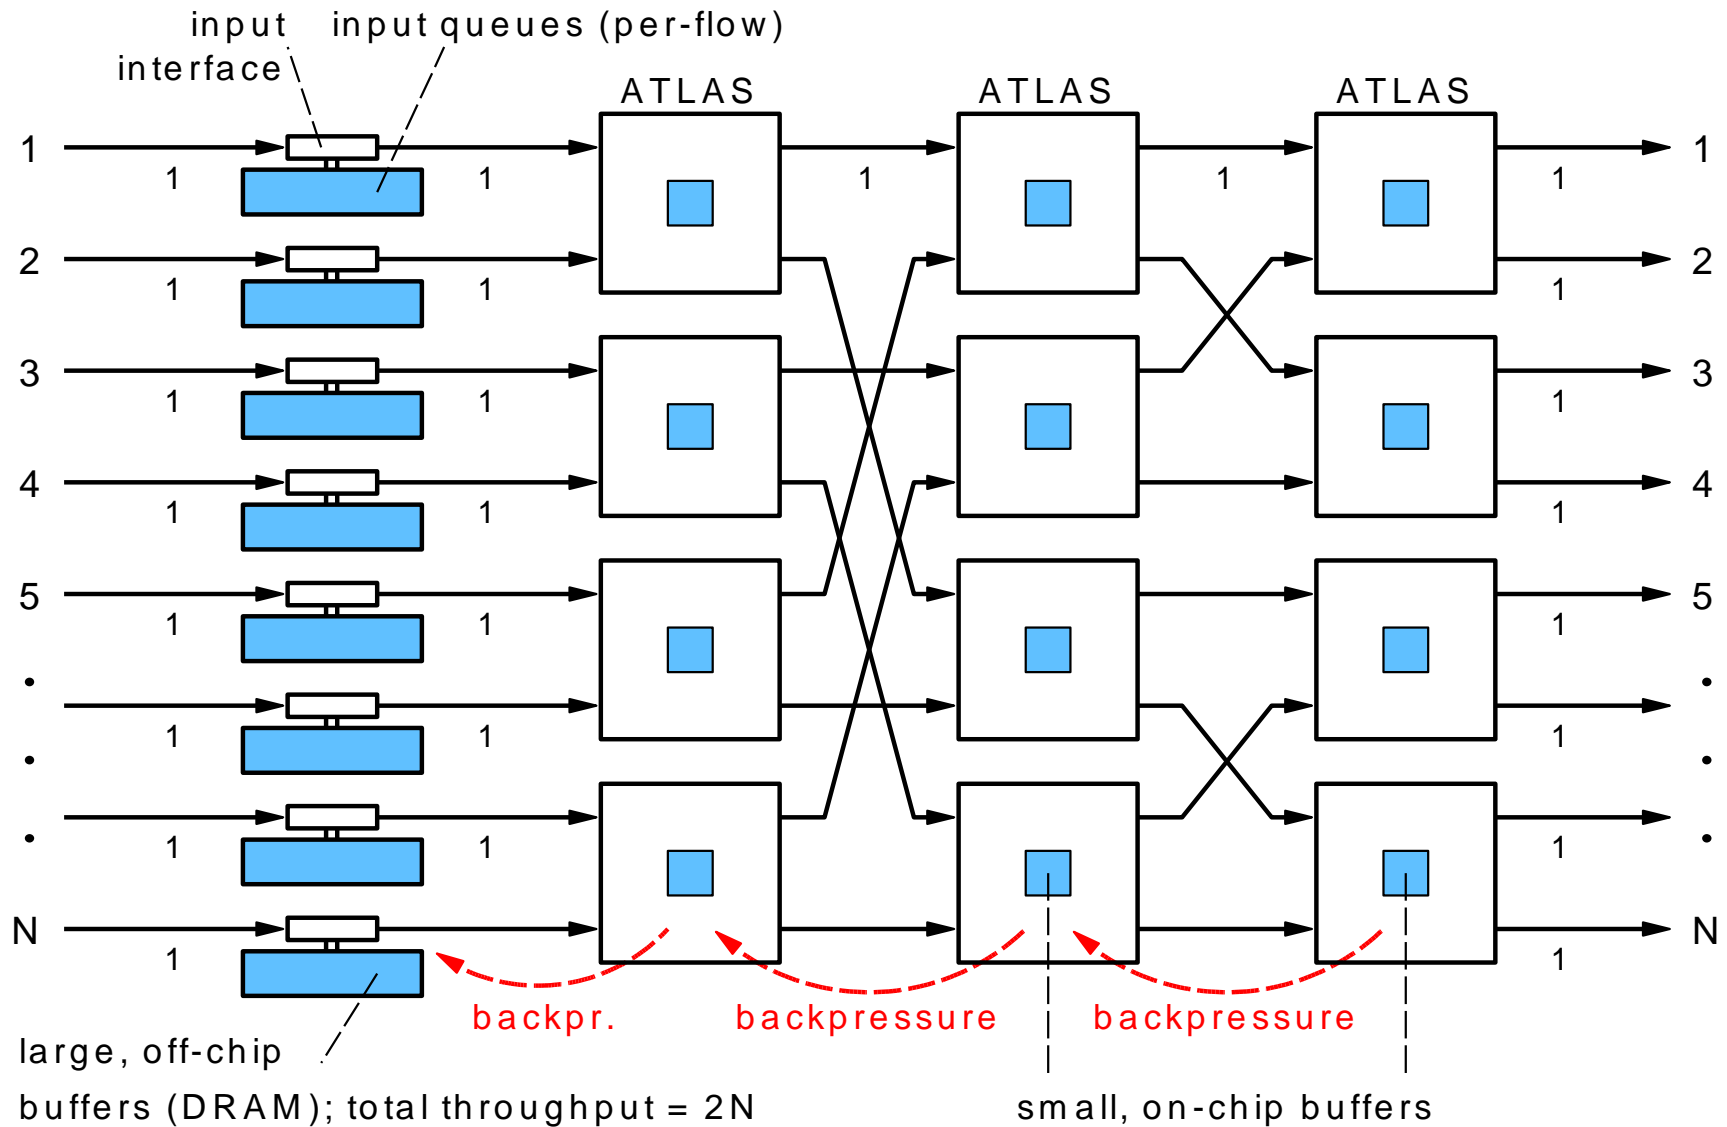 input input queues (per-flow)
interface
ATLAS ATLAS ATLAS
1 1
1 1 1 1 1
2 2
1 1 1
3 3
1 1 1
4 4
1 1 1
5 5
1 1 1
.
1 1 1
.
.
1 1 1
N N
1 1
backpr. backpressure backpressure
large, off-chip
buffers (DRAM); total throughput = 2N small, on-chip buffers